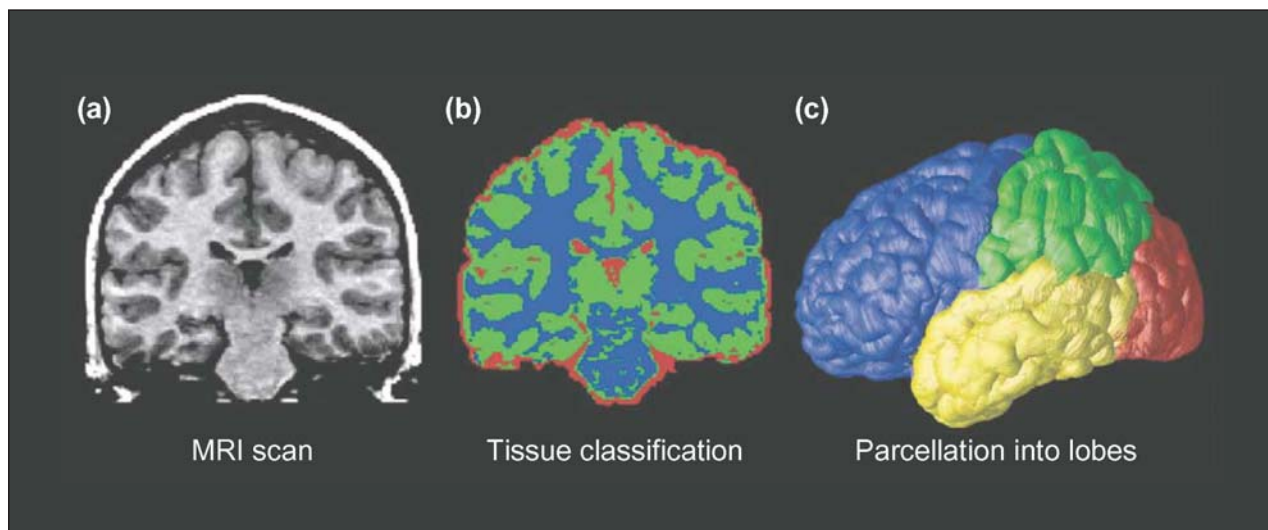 (a)
(b)
(c)
MRI scan
Tissue classification
Parcellation into lobes